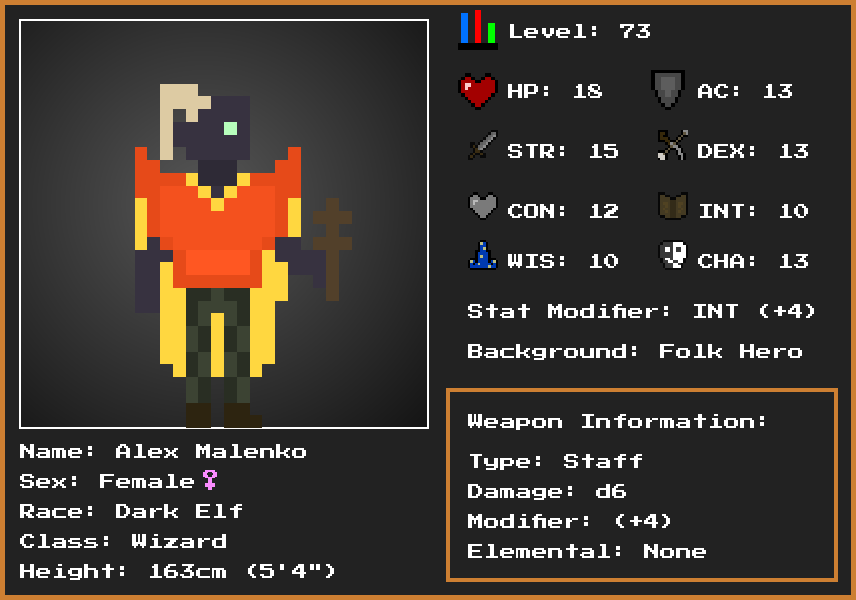 Level: 73
HP: 18
AC: 13
STR: 15
DEX: 13
CON: 12
INT: 10
WIS: 10
CHA: 13
Stat Modifier: INT (+4)
Background: Folk Hero
Weapon Information:
Type: Staff
Damage: d6
Modifier: (+4)
Elemental: None
Name: Alex Malenko
Sex: Female♀
Race: Dark Elf
Class: Wizard
Height: 163cm (5'4")